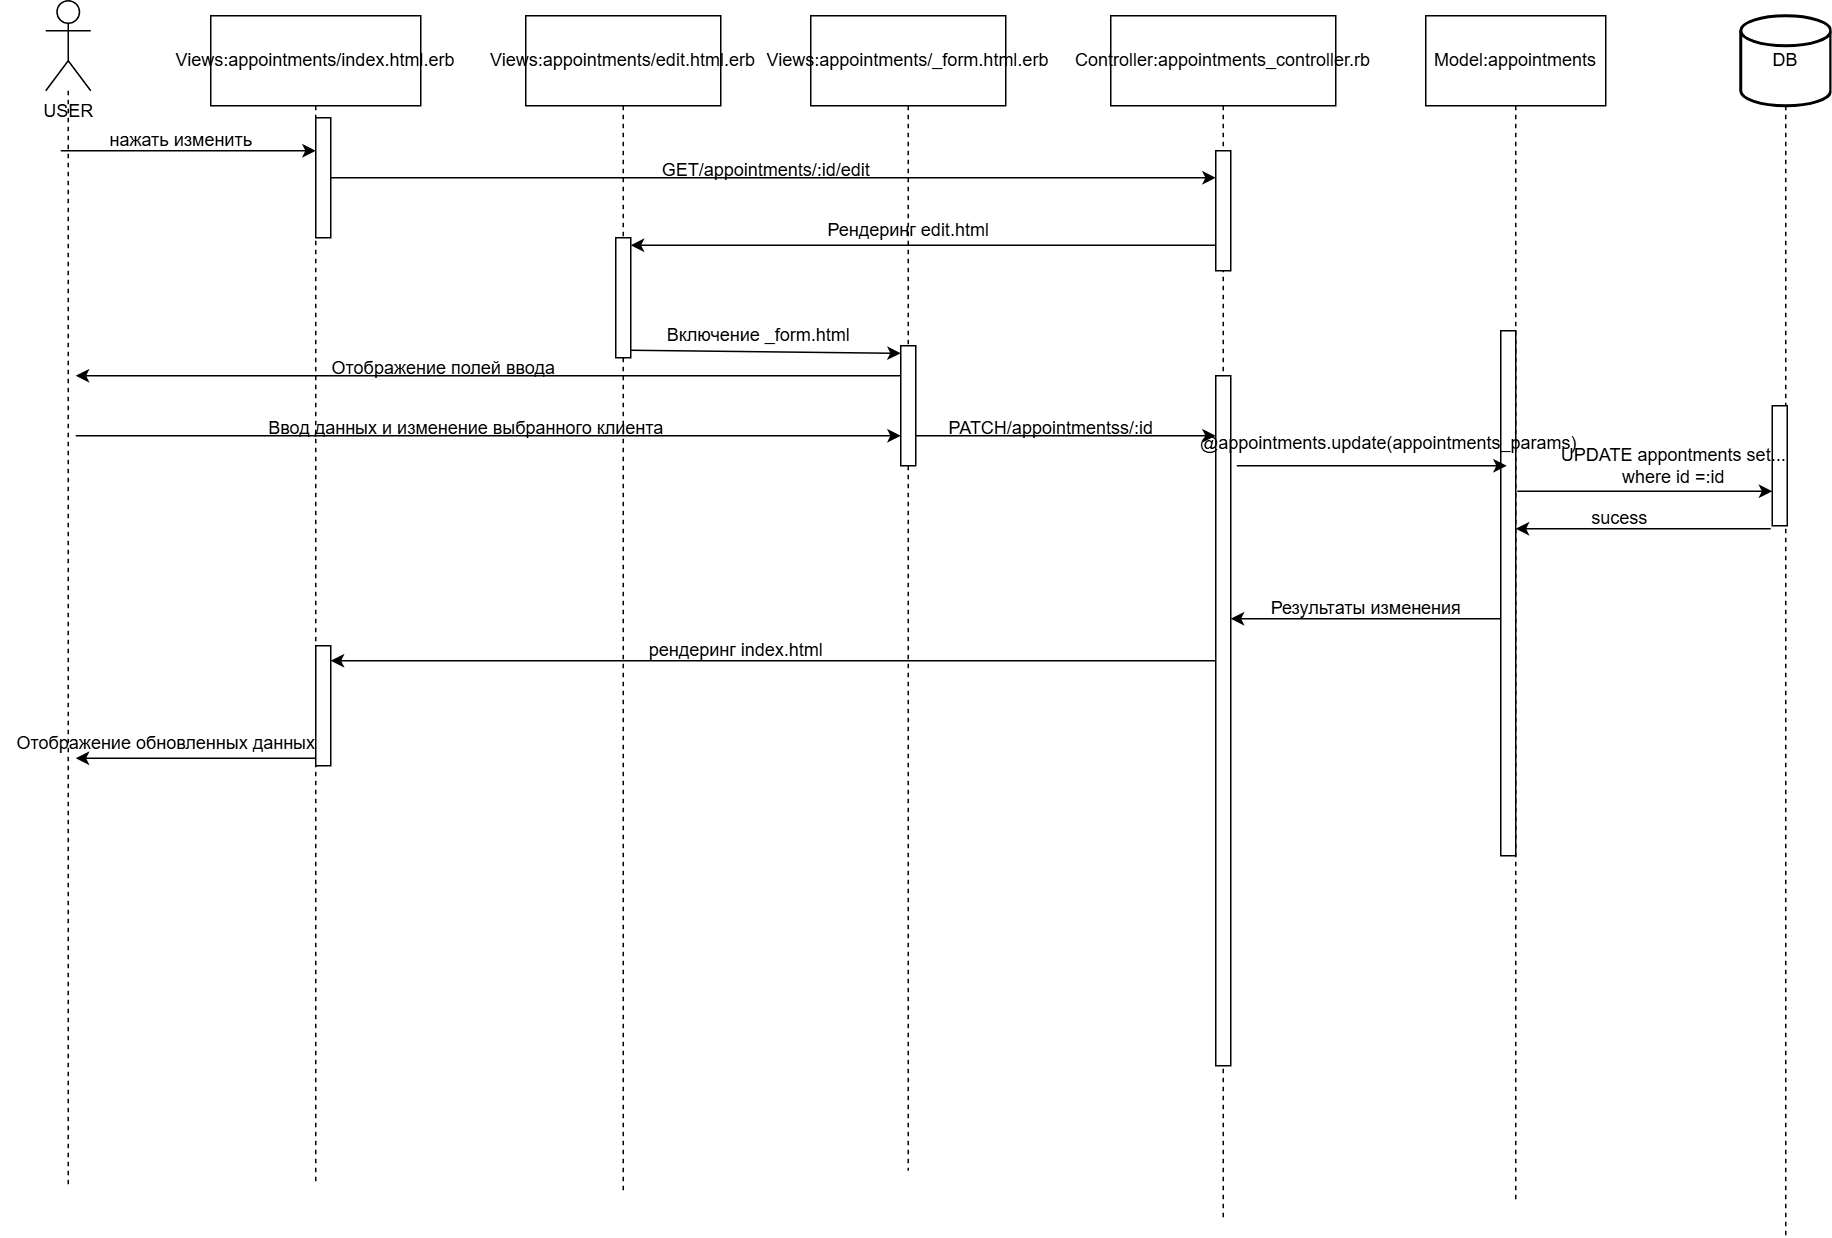 USER
Views:appointments/index.html.erb
Views:appointments/edit.html.erb
Views:appointments/_form.html.erb
Controller:appointments_controller.rb
Model:appointments
DB
нажать изменить
GET/appointments/:id/edit
Рендеринг edit.html
Включение _form.html
Отображение полей ввода
Ввод данных и изменение выбранного клиента
PATCH/appointmentss/:id
@appointments.update(appointments_params)
UPDATE appontments set...
where id =:id
sucess
Результаты изменения
рендеринг index.html
Отображение обновленных данных